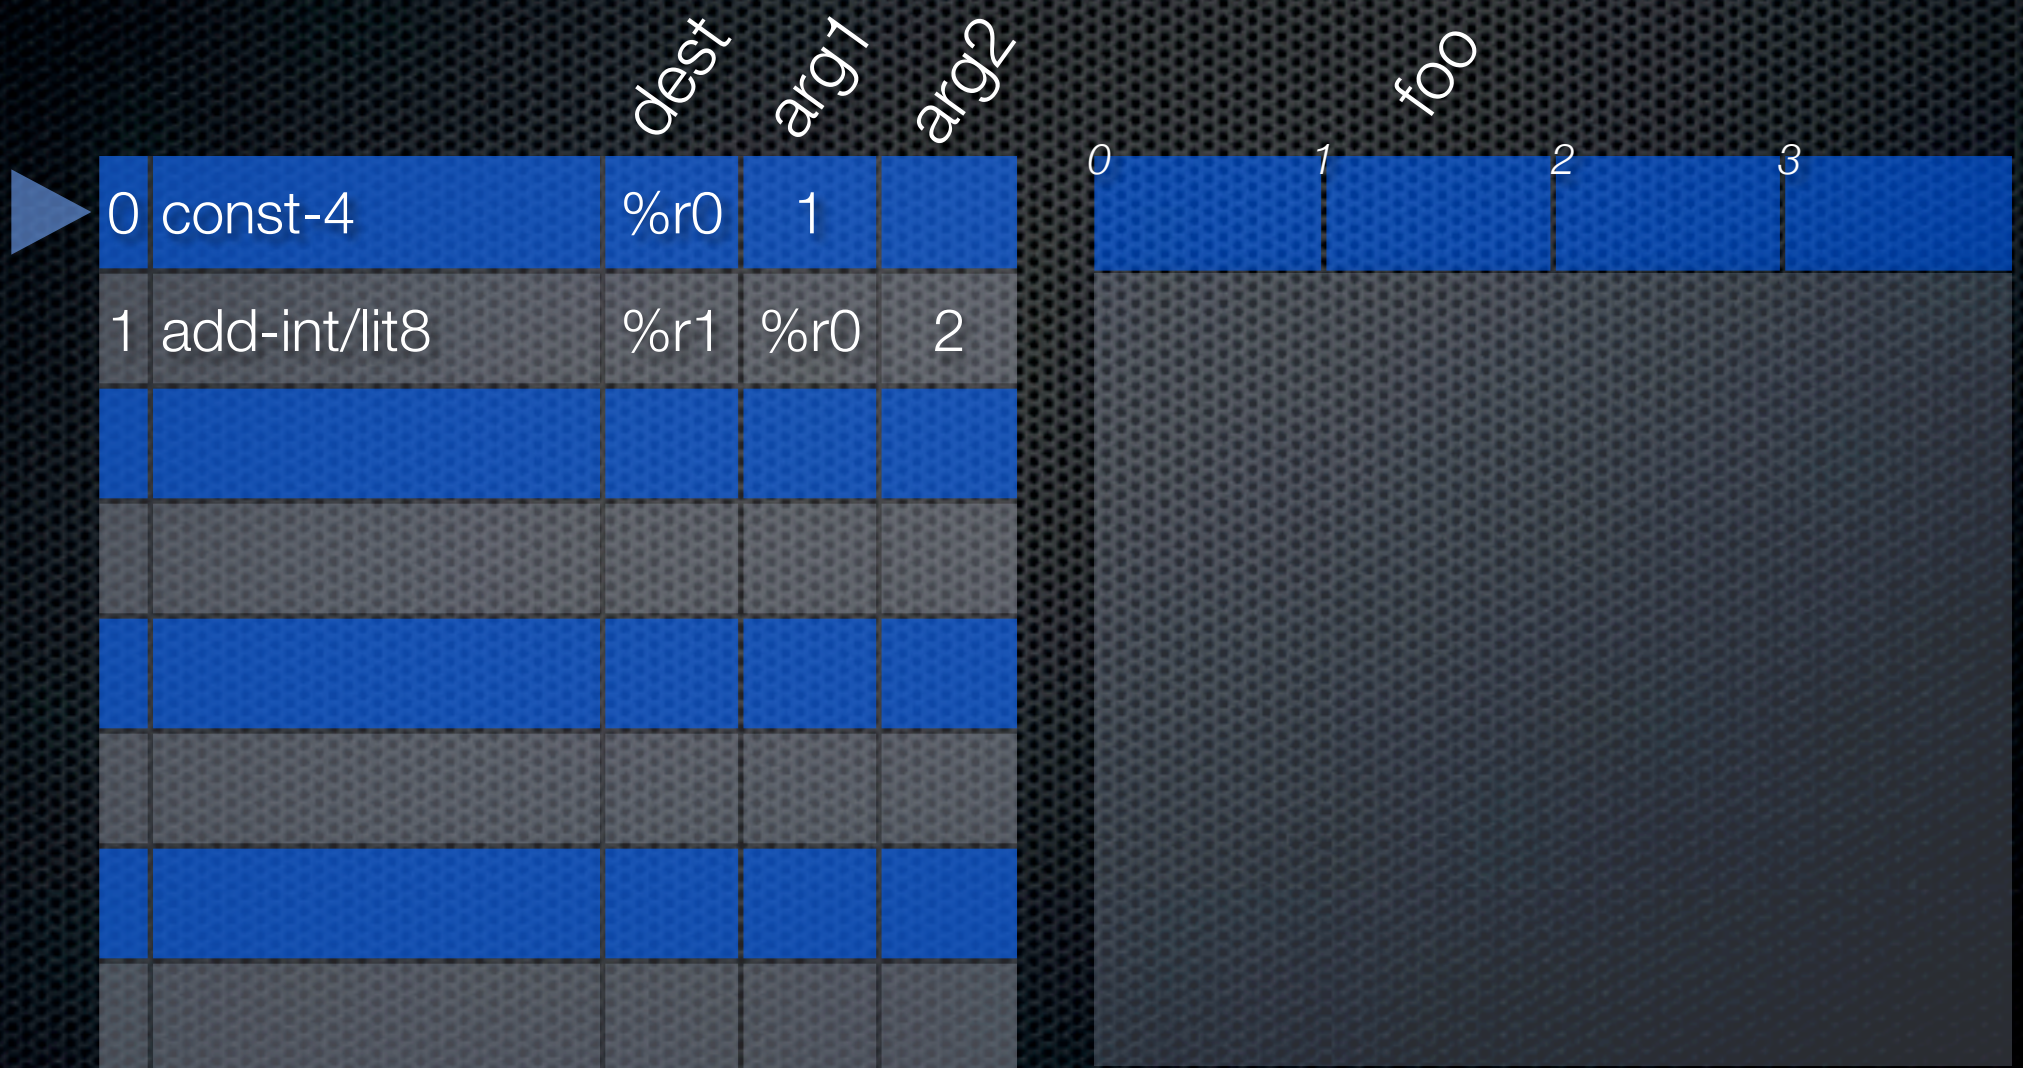 dest arg1 arg2
0 const-4 %r0 1
1 add-int/lit8 %r1 %r0 2
foo
0 1 2 3